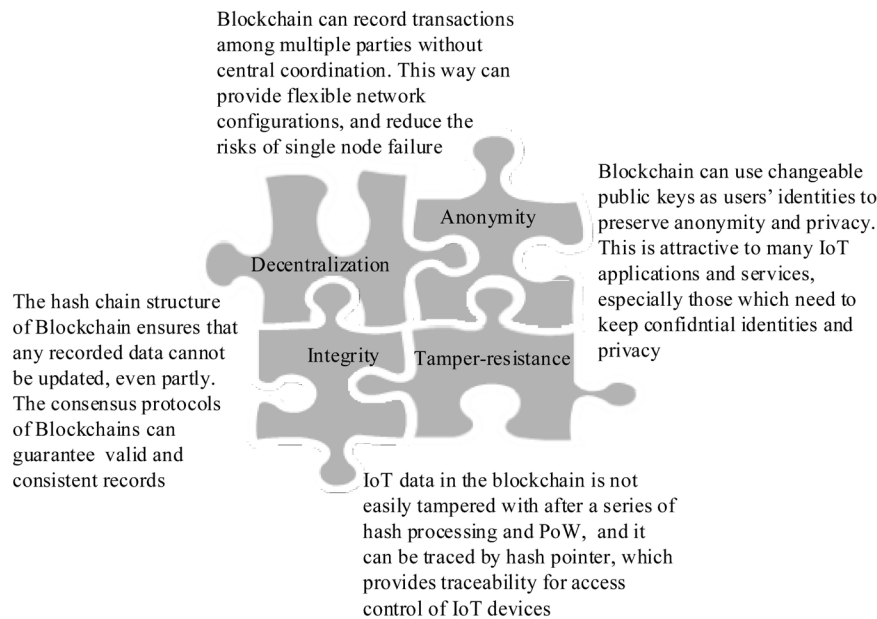 Blockchain can record transactions
among multiple parties without
central coordination. This way can
provide flexible network
configurations, and reduce the
risks of single node failure
Anonymity
Blockchain can use changeable
public keys as users’ identities to
preserve anonymity and privacy.
This is attractive to many IoT
applications and services,
especially those which need to
keep confidntial identities and
privacy
Decentralization
The hash chain structure
of Blockchain ensures that
any recorded data cannot
be updated, even partly.
The consensus protocols
of Blockchains can
guarantee valid and
consistent records
Integrity
Tamper-resistance
IoT data in the blockchain is not
easily tampered with after a series of
hash processing and PoW, and it
can be traced by hash pointer, which
provides traceability for access
control of IoT devices